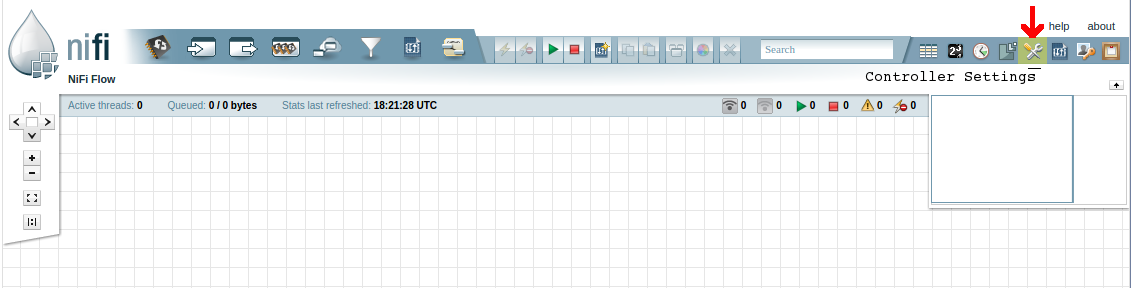 help about
nifi
Search
Controller Settings
NiFi Flow
Active threads: 0 Queued: 0 / 0 bytes Stats last refreshed: 18:21:28 UTC 0 0 0 0 0 0